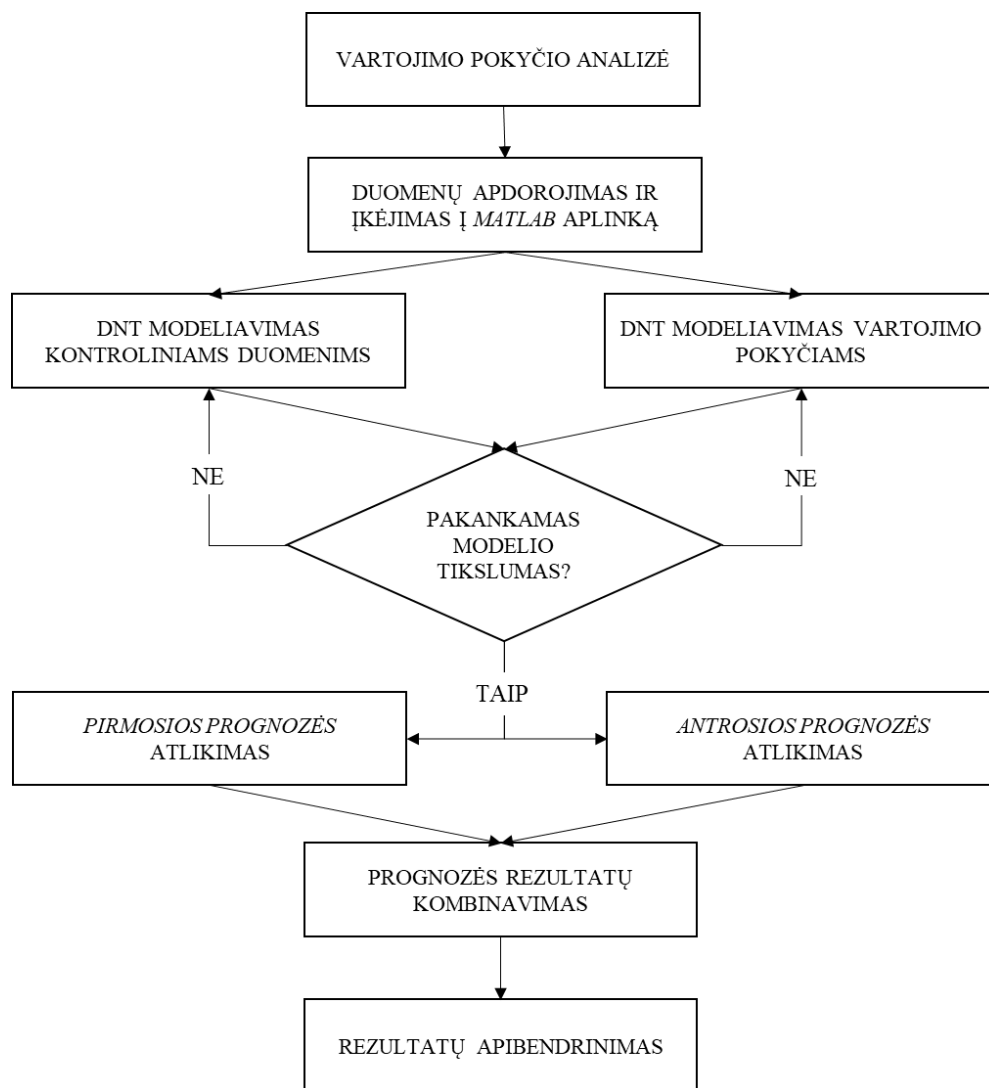 VARTOJIMO POKYČIO ANALIZĖ
DUOMENŲ APDOROJIMAS IR
ĮKĖJIMAS Į MATLAB APLINKĄ
DNT MODELIAVIMAS
KONTROLINIAMS DUOMENIMS
DNT MODELIAVIMAS VARTOJIMO
POKYČIAMS
NE
NE
PAKANKAMAS
MODELIO
TIKSLUMAS?
TAIP
PIRMOSIOS PROGNOZĖS
ATLIKIMAS
ANTROSIOS PROGNOZĖS
ATLIKIMAS
PROGNOZĖS REZULTATŲ
KOMBINAVIMAS
REZULTATŲ APIBENDRINIMAS